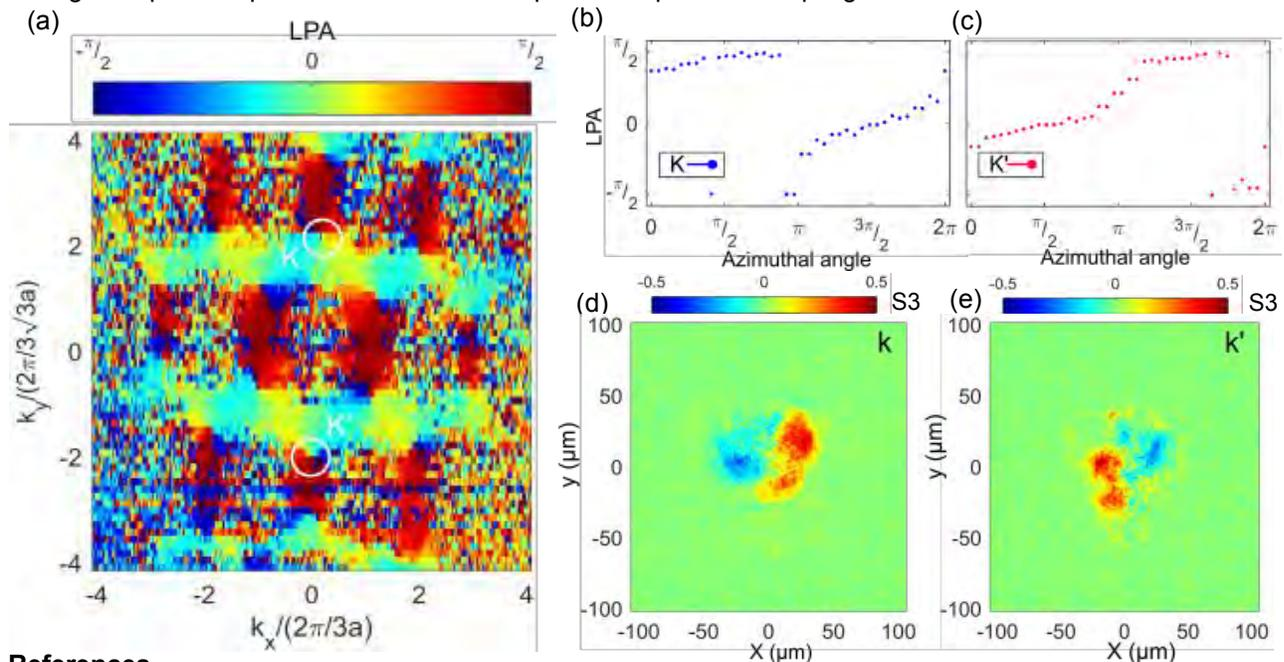 (a)
LPA
-π/2 0 π/2
4
2
0
-2
-4
-4 -2 0 2 4
k_y/(2π/3√3a)
k_x/(2π/3a)
K
K'
(b)
LPA
π/2
0
-π/2
K
0 π/2 π 3π/2 2π
Azimuthal angle
(c)
K'
0 π/2 π 3π/2 2π
Azimuthal angle
(d)
-0.5 0 0.5 S3
k
100
50
0
-50
-100
y (µm)
-100 -50 0 50 100
X (µm)
(e)
-0.5 0 0.5 S3
k'
100
50
0
-50
-100
y (µm)
-100 -50 0 50 100
X (µm)